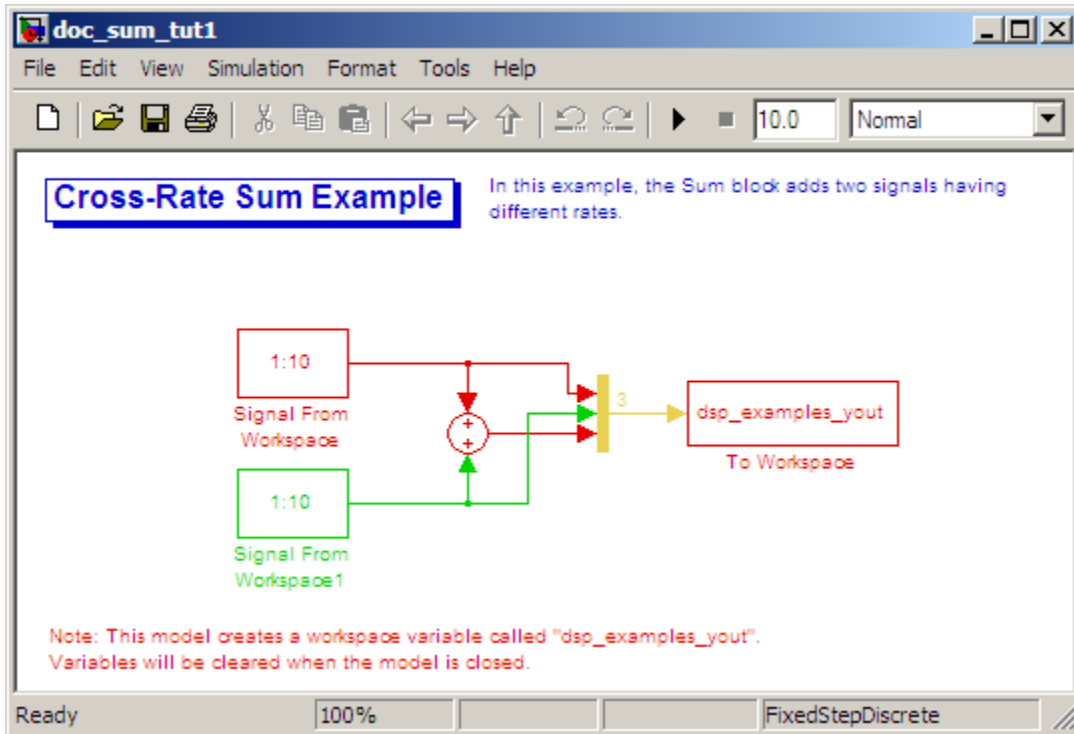 doc_sum_tut1
File Edit View Simulation Format Tools Help
10.0 Normal
Cross-Rate Sum Example
In this example, the Sum block adds two signals having
different rates.
1:10
Signal From
Workspace
+
+
3
dsp_examples_yout
To Workspace
1:10
Signal From
Workspace1
Note: This model creates a workspace variable called "dsp_examples_yout".
Variables will be cleared when the model is closed.
Ready 100% FixedStepDiscrete